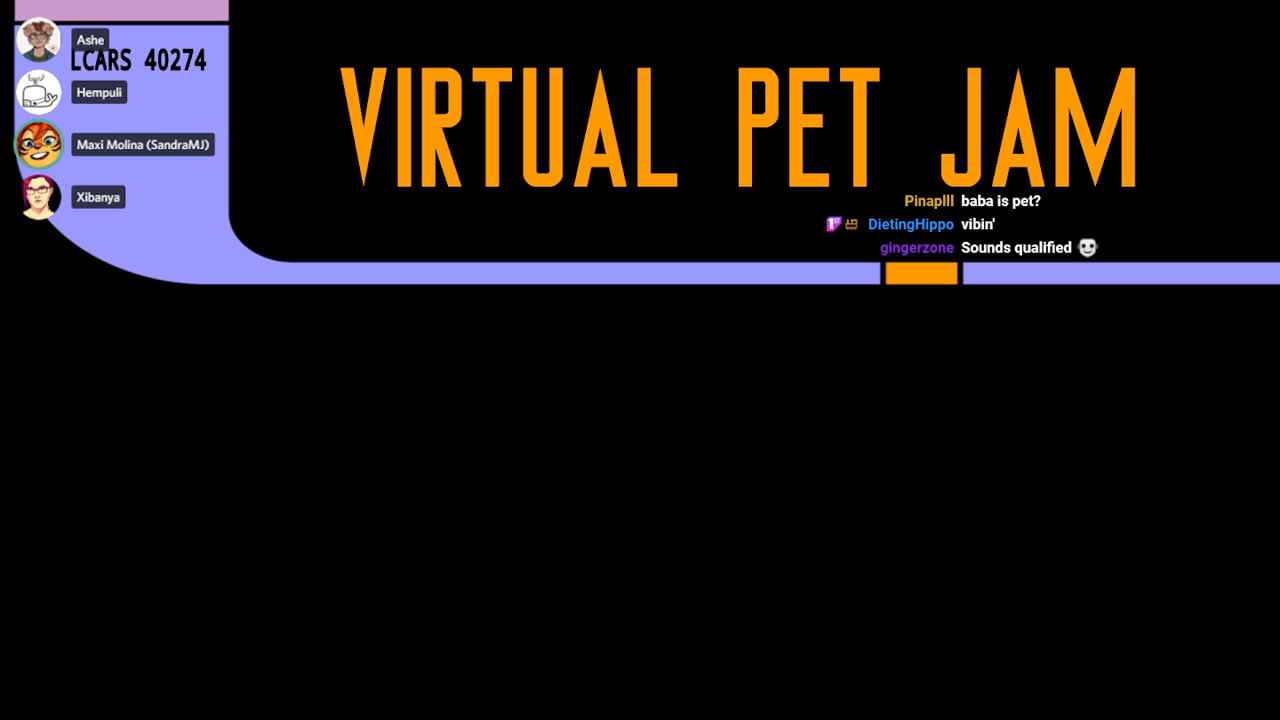 Ashe
LCARS 40274
Hempuli
Maxi Molina (SandraMJ)
Xibanya
VIRTUAL PET JAM
Pinaplll baba is pet?
DietingHippo vibin'
gingerzone Sounds qualified